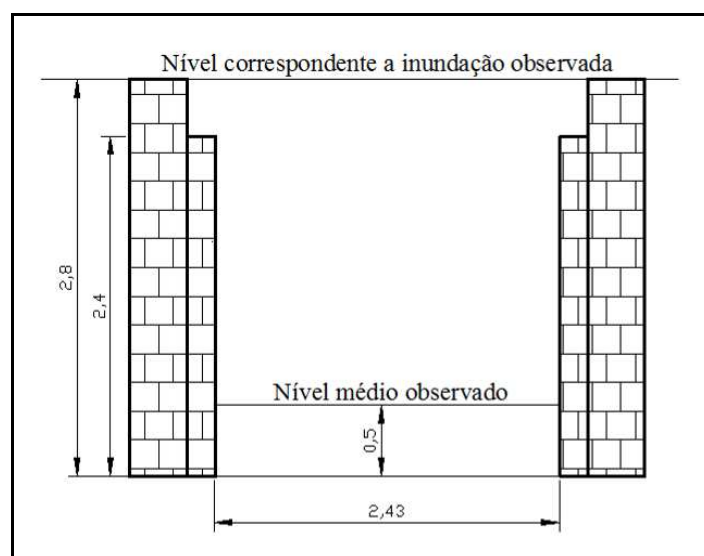 Nível correspondente a inundação observada
2,8
2,4
Nível médio observado
0,5
2,43